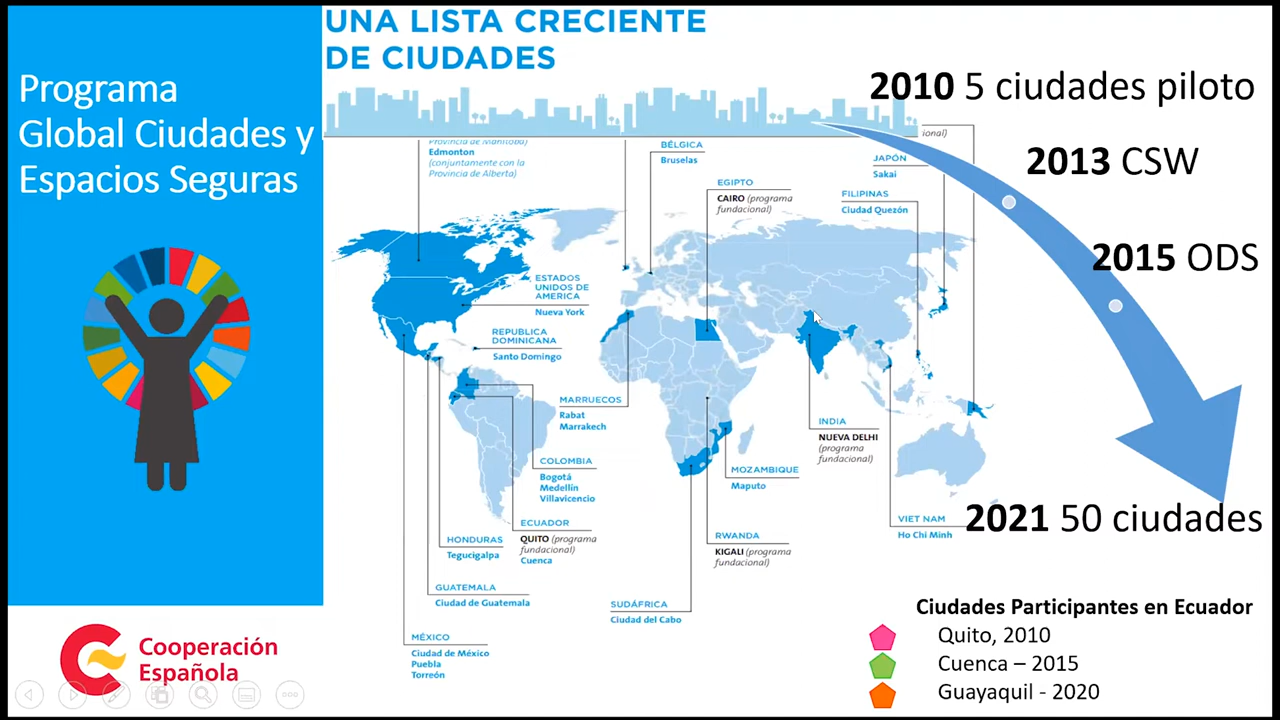 Programa
Global Ciudades y
Espacios Seguras
Cooperación
Española
UNA LISTA CRECIENTE
DE CIUDADES
Provincia de Manitoba)
Edmonton
(conjuntamente con la
Provincia de Alberta)
BÉLGICA
Bruselas
EGIPTO
CAIRO (programa
fundacional)
JAPÓN
Sakai
FILIPINAS
Ciudad Quezón
ional)
ESTADOS
UNIDOS DE
AMERICA
Nueva York
REPUBLICA
DOMINICANA
Santo Domingo
MARRUECOS
Rabat
Marrakech
COLOMBIA
Bogotá
Medellín
Villavicencio
ECUADOR
QUITO (programa
fundacional)
Cuenca
HONDURAS
Tegucigalpa
GUATEMALA
Ciudad de Guatemala
MÉXICO
Ciudad de México
Puebla
Torreón
INDIA
NUEVA DELHI
(programa
fundacional)
MOZAMBIQUE
Maputo
RWANDA
KIGALI (programa
fundacional)
SUDÁFRICA
Ciudad del Cabo
VIET NAM
Ho Chi Minh
2010 5 ciudades piloto
2013 CSW
2015 ODS
2021 50 ciudades
Ciudades Participantes en Ecuador
Quito, 2010
Cuenca – 2015
Guayaquil - 2020